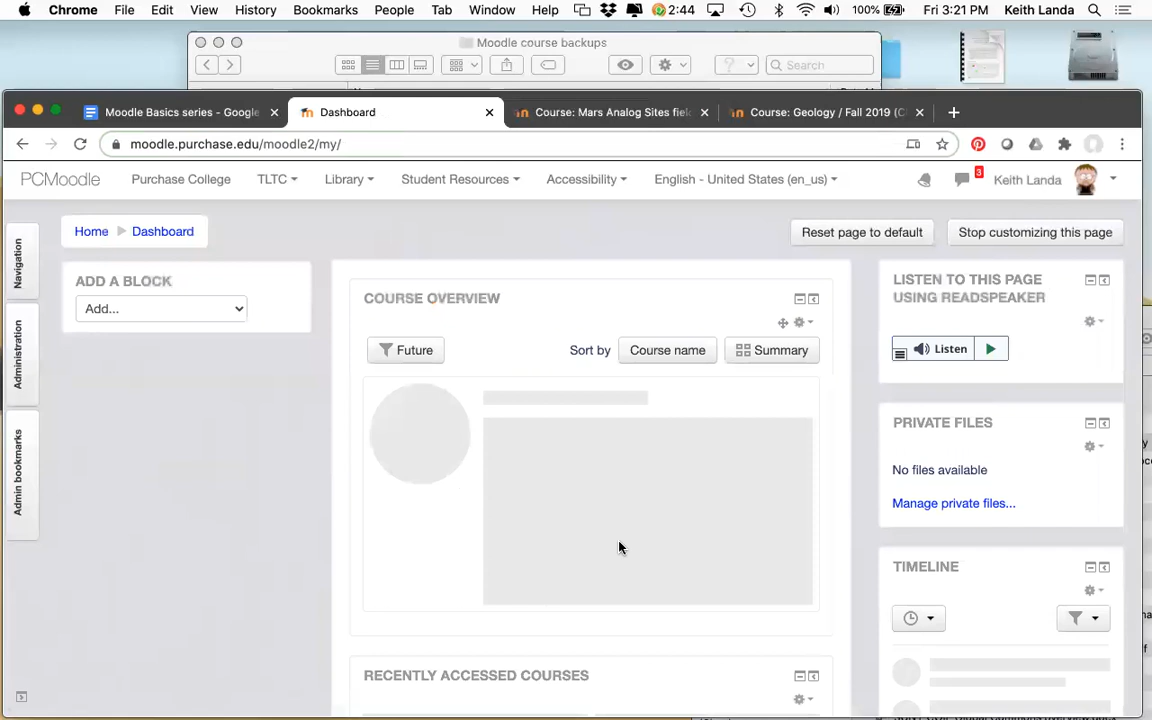 Chrome File Edit View History Bookmarks People Tab Window Help 2:44 100% Fri 3:21 PM Keith Landa
Moodle course backups
Search
Moodle Basics series - Google
Dashboard
Course: Mars Analog Sites field
Course: Geology / Fall 2019 (C
moodle.purchase.edu/moodle2/my/
PCMoodle Purchase College TLTC Library Student Resources Accessibility English - United States (en_us) 3 Keith Landa
Home Dashboard
Reset page to default
Stop customizing this page
Navigation
Administration
Admin bookmarks
ADD A BLOCK
Add...
COURSE OVERVIEW
Future
Sort by Course name Summary
RECENTLY ACCESSED COURSES
LISTEN TO THIS PAGE
USING READSPEAKER
Listen
PRIVATE FILES
No files available
Manage private files...
TIMELINE